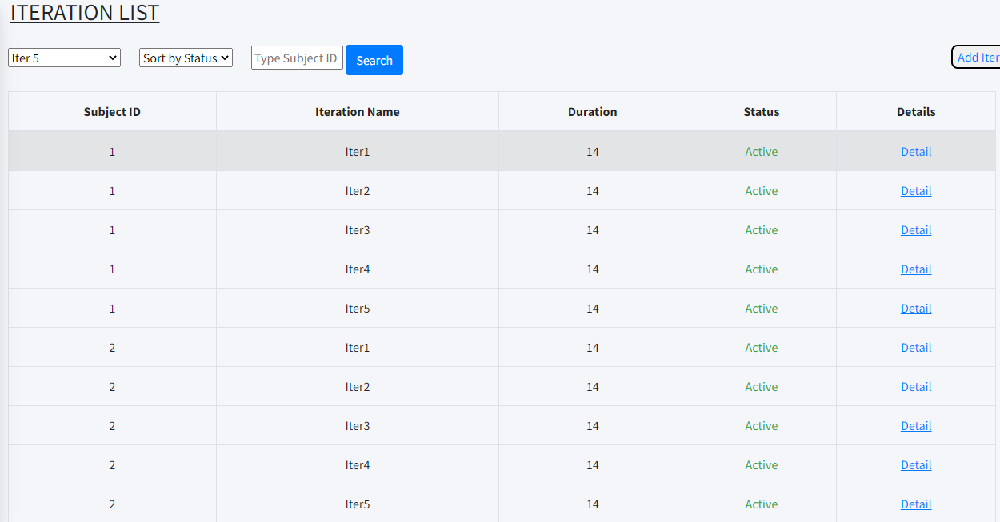 ITERATION LIST
Iter 5 Sort by Status Type Subject ID Search Add Iter
Subject ID Iteration Name Duration Status Details
1 Iter1 14 Active Detail
1 Iter2 14 Active Detail
1 Iter3 14 Active Detail
1 Iter4 14 Active Detail
1 Iter5 14 Active Detail
2 Iter1 14 Active Detail
2 Iter2 14 Active Detail
2 Iter3 14 Active Detail
2 Iter4 14 Active Detail
2 Iter5 14 Active Detail